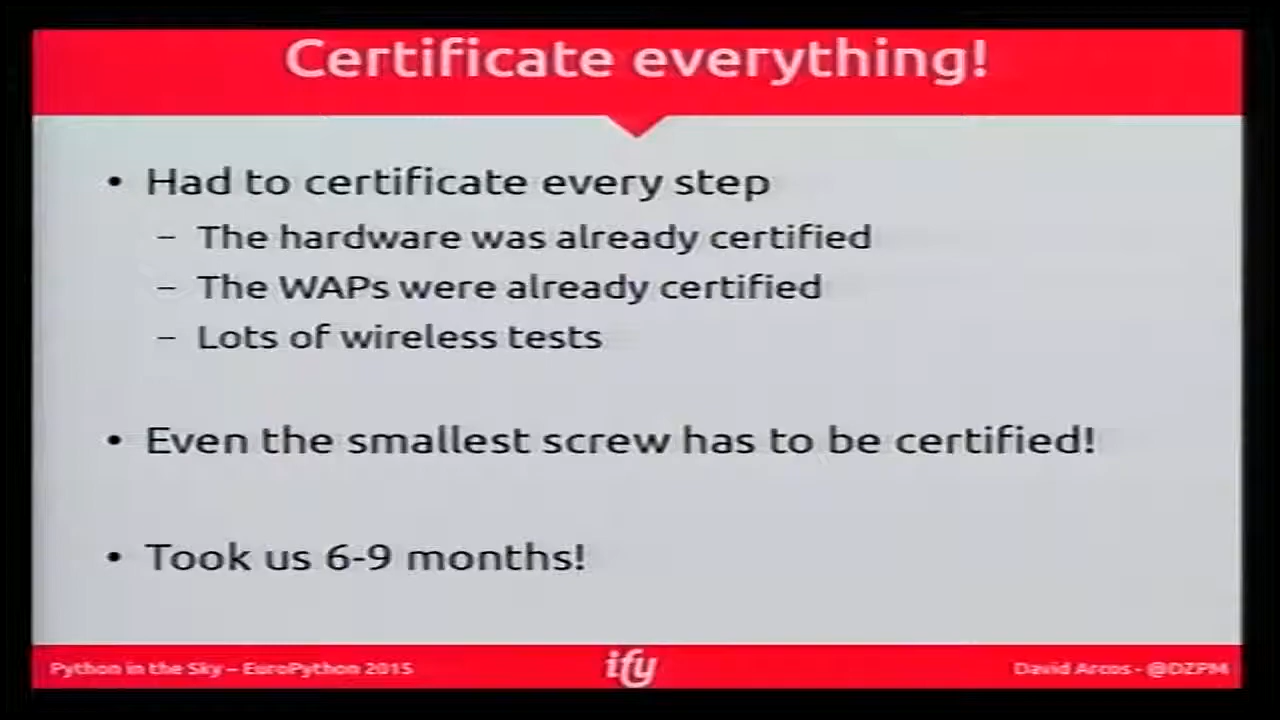 Certificate everything!
• Had to certificate every step
– The hardware was already certified
– The WAPs were already certified
– Lots of wireless tests
• Even the smallest screw has to be certified!
• Took us 6-9 months!
Python in the Sky – EuroPython 2015
ify
David Arcos - @DZPM